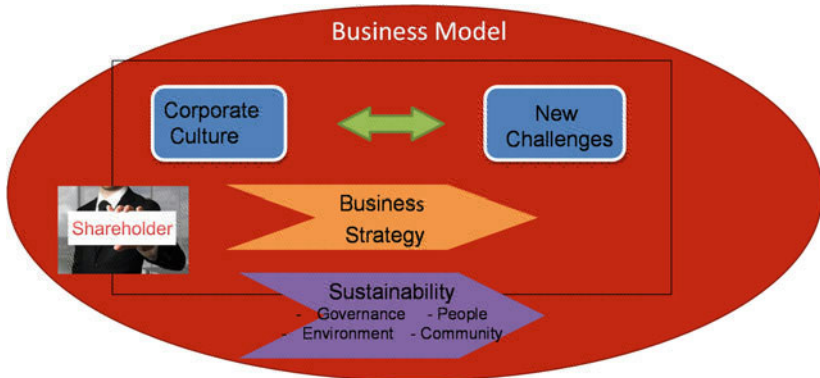 Business Model
Corporate
Culture
New
Challenges
Shareholder
Business
Strategy
Sustainability
- Governance - People
- Environment - Community